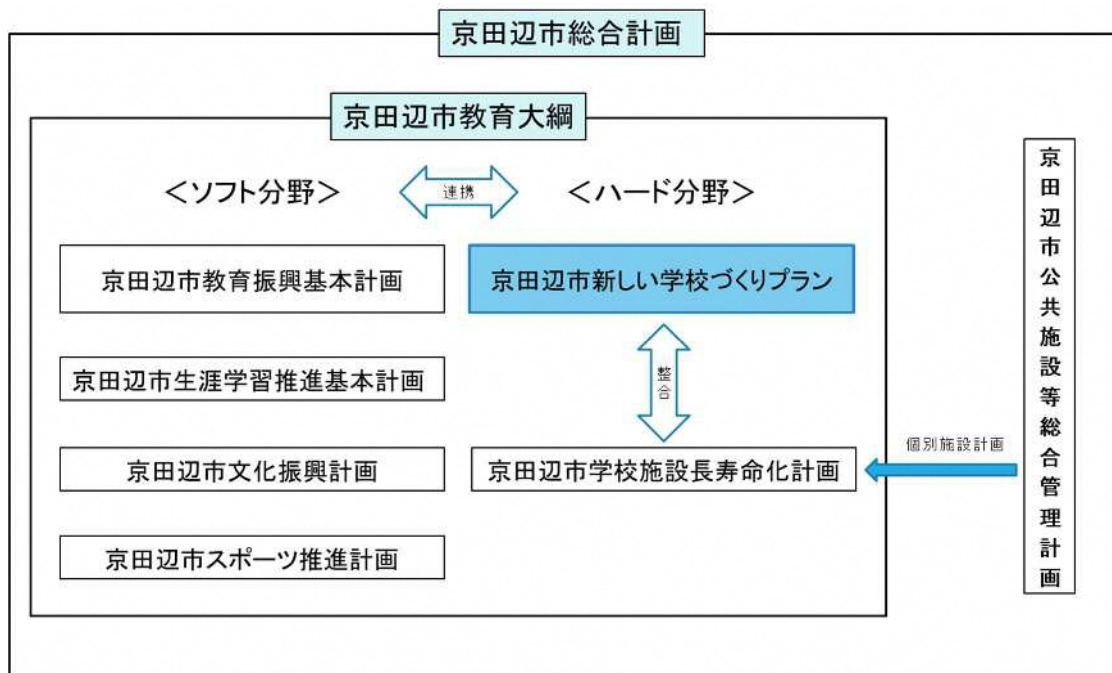 京田辺市総合計画
京田辺市教育大綱
＜ソフト分野＞
連携
＜ハード分野＞
京田辺市教育振興基本計画
京田辺市新しい学校づくりプラン
京田辺市生涯学習推進基本計画
整合
京田辺市文化振興計画
京田辺市学校施設長寿命化計画
個別施設計画
京田辺市スポーツ推進計画
京田辺市公共施設等総合管理計画